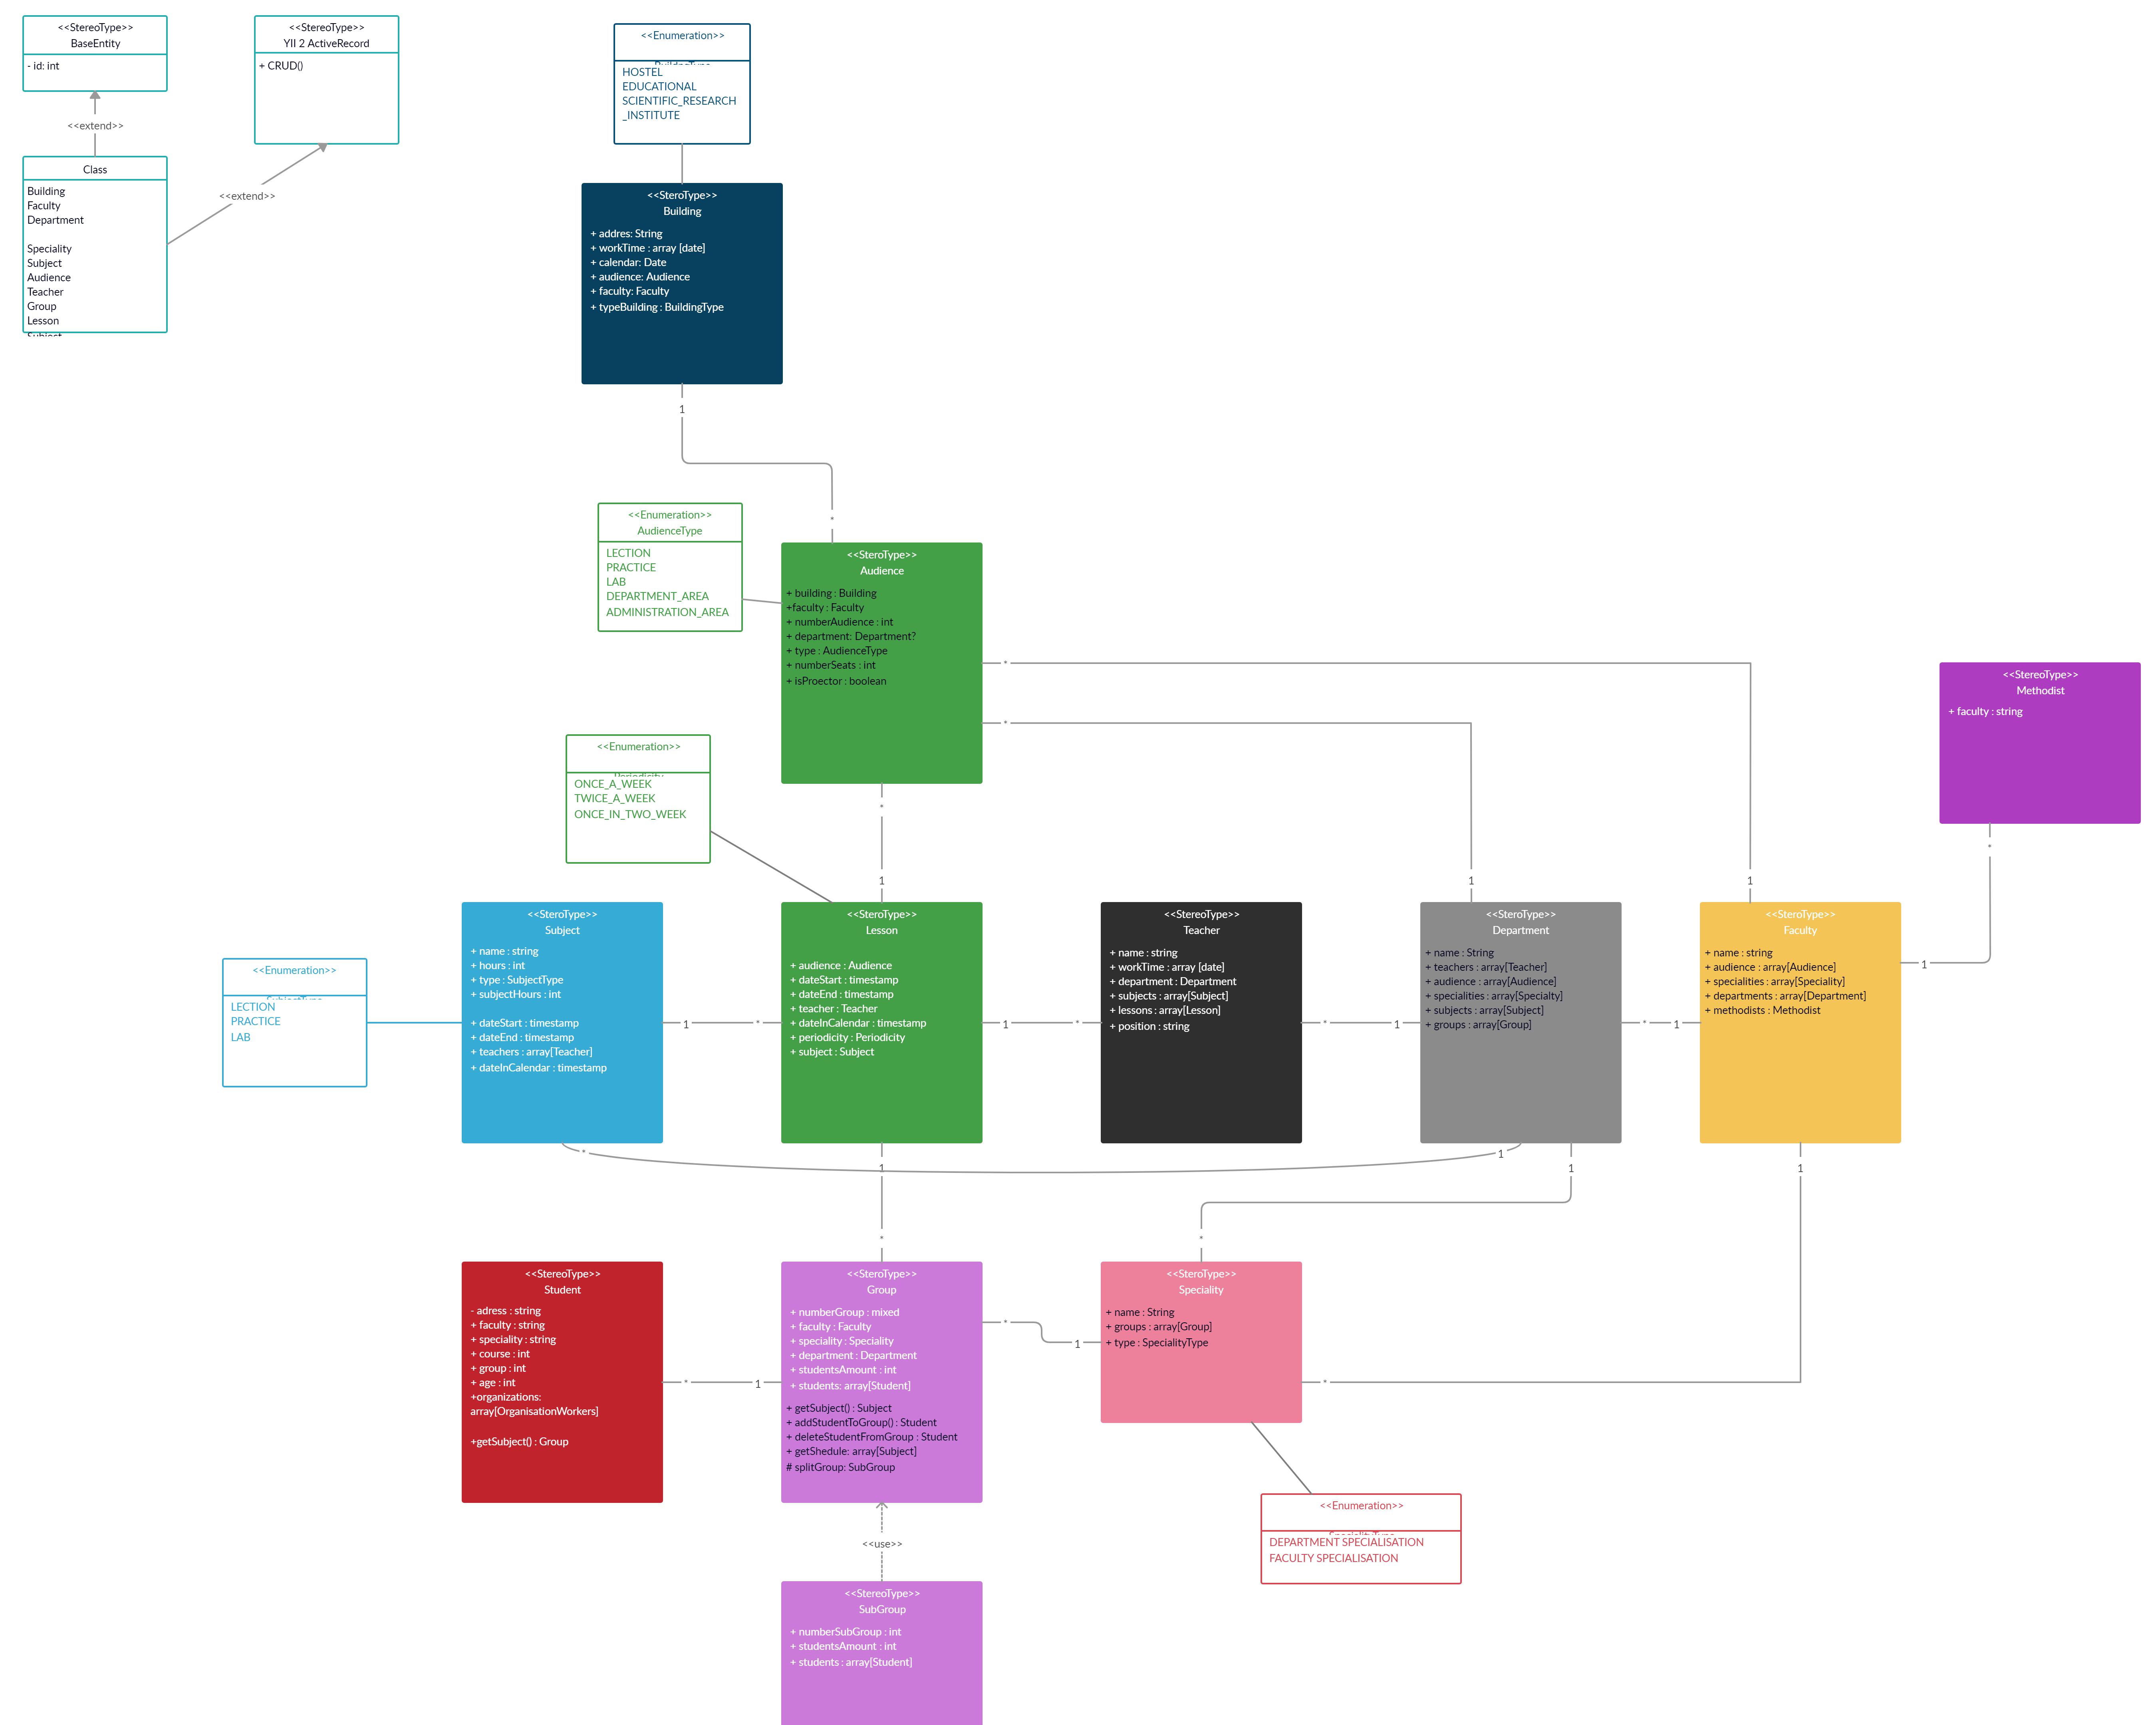 <<StereoType>>
BaseEntity
- id: int
<<extend>>
Class
Building
Faculty
Department
Speciality
Subject
Audience
Teacher
Group
Lesson
Subject
<<StereoType>>
YII 2 ActiveRecord
+ CRUD()
<<extend>>
<<Enumeration>>
BuildingType
HOSTEL
EDUCATIONAL
SCIENTIFIC_RESEARCH
_INSTITUTE
<<SteroType>>
Building
+ addres: String
+ workTime : array [date]
+ calendar: Date
+ audience: Audience
+ faculty: Faculty
+ typeBuilding : BuildingType
1
*
<<Enumeration>>
AudienceType
LECTION
PRACTICE
LAB
DEPARTMENT_AREA
ADMINISTRATION_AREA
<<SteroType>>
Audience
+ building : Building
+faculty : Faculty
+ numberAudience : int
+ department: Department?
+ type : AudienceType
+ numberSeats : int
+ isProector : boolean
*
*
*
1
1
1
<<StereoType>>
Methodist
+ faculty : string
*
1
<<Enumeration>>
Periodicity
ONCE_A_WEEK
TWICE_A_WEEK
ONCE_IN_TWO_WEEK
<<Enumeration>>
SubjectType
LECTION
PRACTICE
LAB
<<SteroType>>
Subject
+ name : string
+ hours : int
+ type : SubjectType
+ subjectHours : int
+ dateStart : timestamp
+ dateEnd : timestamp
+ teachers : array[Teacher]
+ dateInCalendar : timestamp
1
*
<<SteroType>>
Lesson
+ audience : Audience
+ dateStart : timestamp
+ dateEnd : timestamp
+ teacher : Teacher
+ dateInCalendar : timestamp
+ periodicity : Periodicity
+ subject : Subject
1
*
<<StereoType>>
Teacher
+ name : string
+ workTime : array [date]
+ department : Department
+ subjects : array[Subject]
+ lessons : array[Lesson]
+ position : string
*
1
<<SteroType>>
Department
+ name : String
+ teachers : array[Teacher]
+ audience : array[Audience]
+ specialities : array[Specialty]
+ subjects : array[Subject]
+ groups : array[Group]
*
1
<<SteroType>>
Faculty
+ name : string
+ audience : array[Audience]
+ specialities : array[Speciality]
+ departments : array[Department]
+ methodists : Methodist
*
1
1
1
1
*
*
<<StereoType>>
Student
- adress : string
+ faculty : string
+ speciality : string
+ course : int
+ group : int
+ age : int
+organizations:
array[OrganisationWorkers]
+getSubject() : Group
*
1
<<SteroType>>
Group
+ numberGroup : mixed
+ faculty : Faculty
+ speciality : Speciality
+ department : Department
+ studentsAmount : int
+ students: array[Student]
+ getSubject() : Subject
+ addStudentToGroup() : Student
+ deleteStudentFromGroup : Student
+ getShedule: array[Subject]
# splitGroup: SubGroup
*
1
<<SteroType>>
Speciality
+ name : String
+ groups : array[Group]
+ type : SpecialityType
*
<<Enumeration>>
SpecialityType
DEPARTMENT SPECIALISATION
FACULTY SPECIALISATION
<<use>>
<<StereoType>>
SubGroup
+ numberSubGroup : int
+ studentsAmount : int
+ students : array[Student]